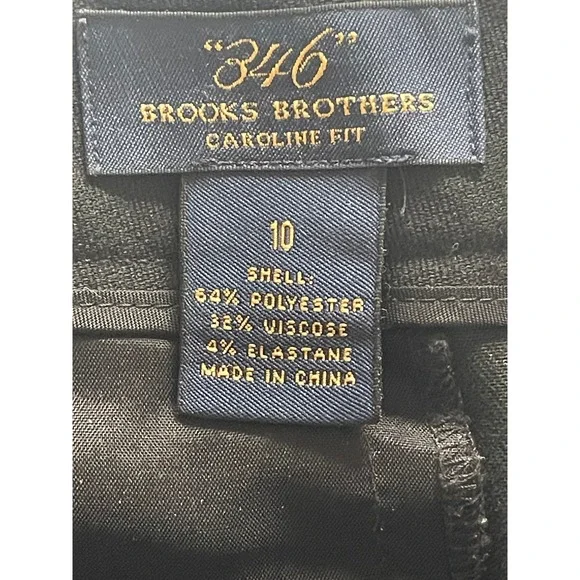 "346"
BROOKS BROTHERS
CAROLINE FIT
10
SHELL:
64% POLYESTER
32% VISCOSE
4% ELASTANE
MADE IN CHINA